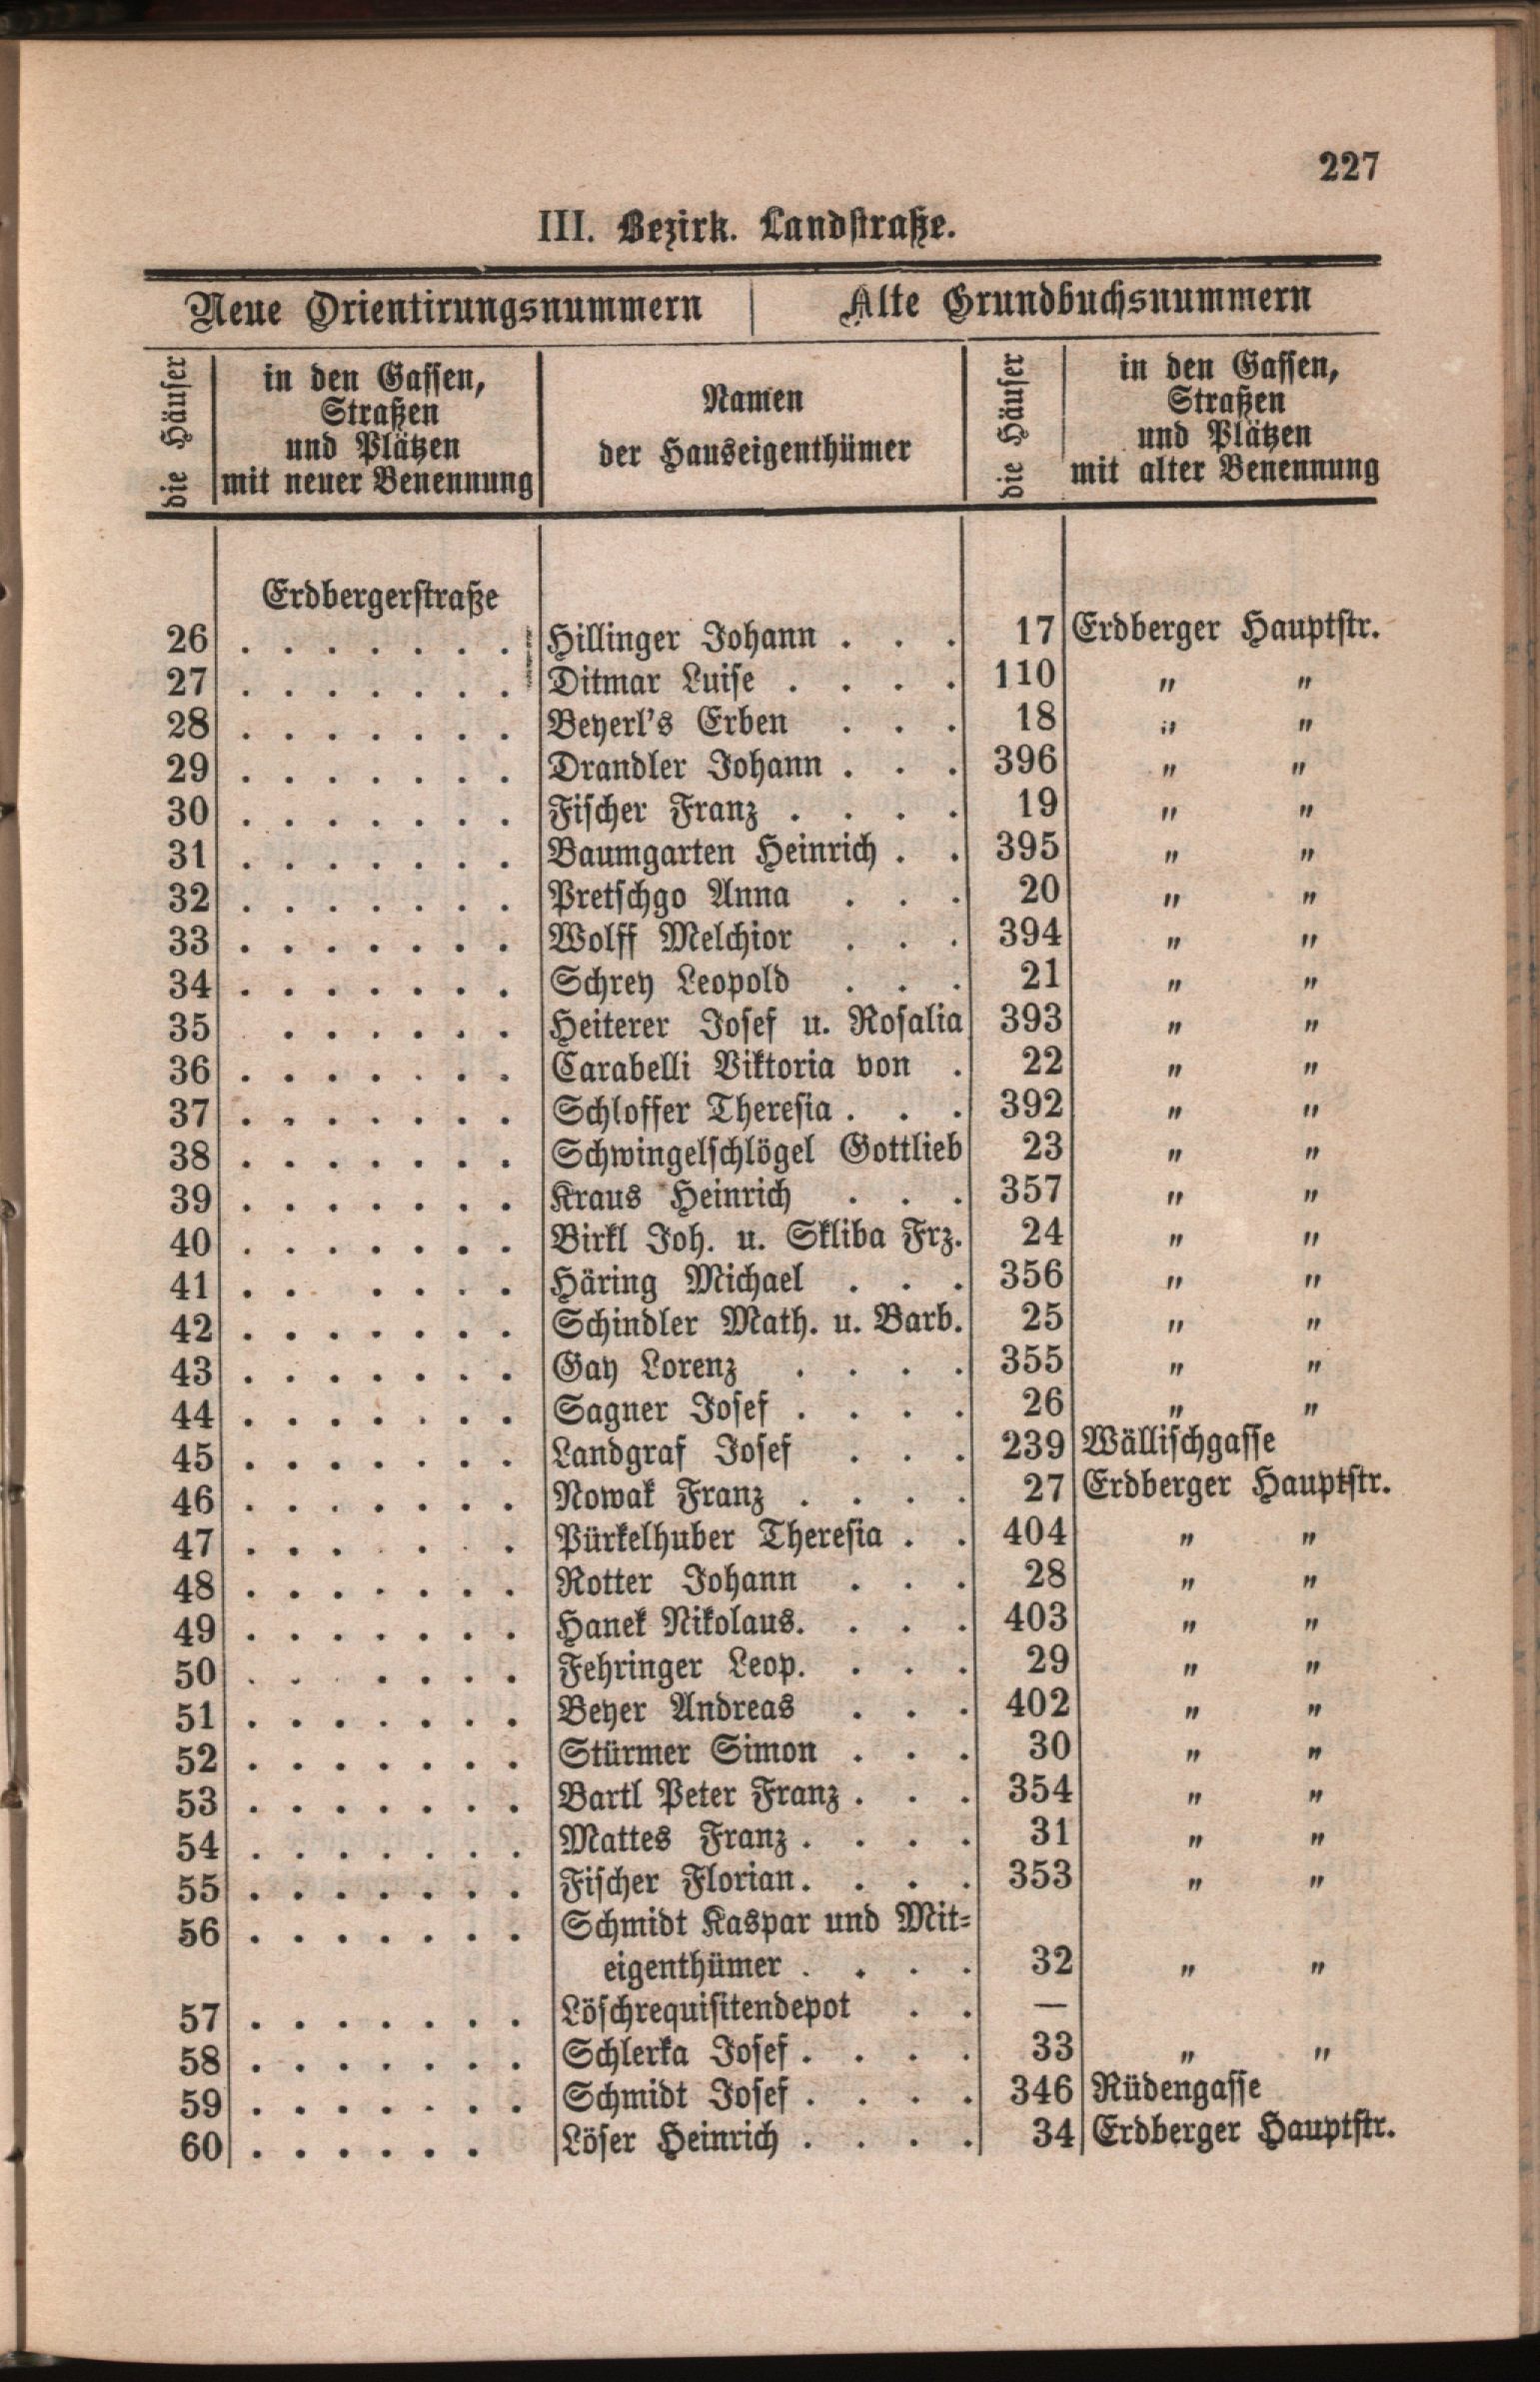 227
III. Bezirk. Landstraße.
Neue Orientirungsnummern | Alte Grundbuchsnummern
die Häuser | in den Gassen, Straßen und Plätzen mit neuer Benennung | Namen der Hauseigenthümer | die Häuser | in den Gassen, Straßen und Plätzen mit alter Benennung
Erdbergerstraße
26 . . . . . . . Hillinger Johann . . . 17 Erdberger Hauptstr.
27 . . . . . . . Ditmar Luise . . . . 110 " "
28 . . . . . . . Beyerl's Erben . . . 18 " "
29 . . . . . . . Drandler Johann . . . 396 " "
30 . . . . . . . Fischer Franz . . . . 19 " "
31 . . . . . . . Baumgarten Heinrich . . 395 " "
32 . . . . . . . Pretschgo Anna . . . 20 " "
33 . . . . . . . Wolff Melchior . . . 394 " "
34 . . . . . . . Schrey Leopold . . . 21 " "
35 . . . . . . Heiterer Josef u. Rosalia 393 " "
36 . . . . . . . Carabelli Viktoria von . 22 " "
37 . . . . . . . Schloffer Theresia . . . 392 " "
38 . . . . . . . Schwingelschlögel Gottlieb 23 " "
39 . . . . . . . Kraus Heinrich . . . 357 " "
40 . . . . . . . Birkl Joh. u. Skliba Frz. 24 " "
41 . . . . . . Häring Michael . . . 356 " "
42 . . . . . . . Schindler Math. u. Barb. 25 " "
43 . . . . . . . Gay Lorenz . . . . 355 " "
44 . . . . . . . Sagner Josef . . . . 26 " "
45 . . . . . . . Landgraf Josef . . . 239 Wällischgasse
46 . . . . . . . Nowak Franz . . . . 27 Erdberger Hauptstr.
47 . . . . . . . Pürkelhuber Theresia . . 404 " "
48 . . . . . . . Rotter Johann . . . 28 " "
49 . . . . . . . Hanek Nikolaus. . . . 403 " "
50 . . . . . . . Fehringer Leop. . . . 29 " "
51 . . . . . . . Beyer Andreas . . . 402 " "
52 . . . . . . . Stürmer Simon . . . 30 " "
53 . . . . . . . Bartl Peter Franz . . . 354 " "
54 . . . . . . . Mattes Franz . . . . 31 " "
55 . . . . . . . Fischer Florian. . . . 353 " "
56 . . . . . . . Schmidt Kaspar und Mit-
eigenthümer . . . . 32 " "
57 . . . . . . . Löschrequisitendepot . . —
58 . . . . . . . Schlerka Josef . . . . 33 " "
59 . . . . . . . Schmidt Josef . . . . 346 Rüdengasse
60 . . . . . . Löser Heinrich . . . . 34 Erdberger Hauptstr.